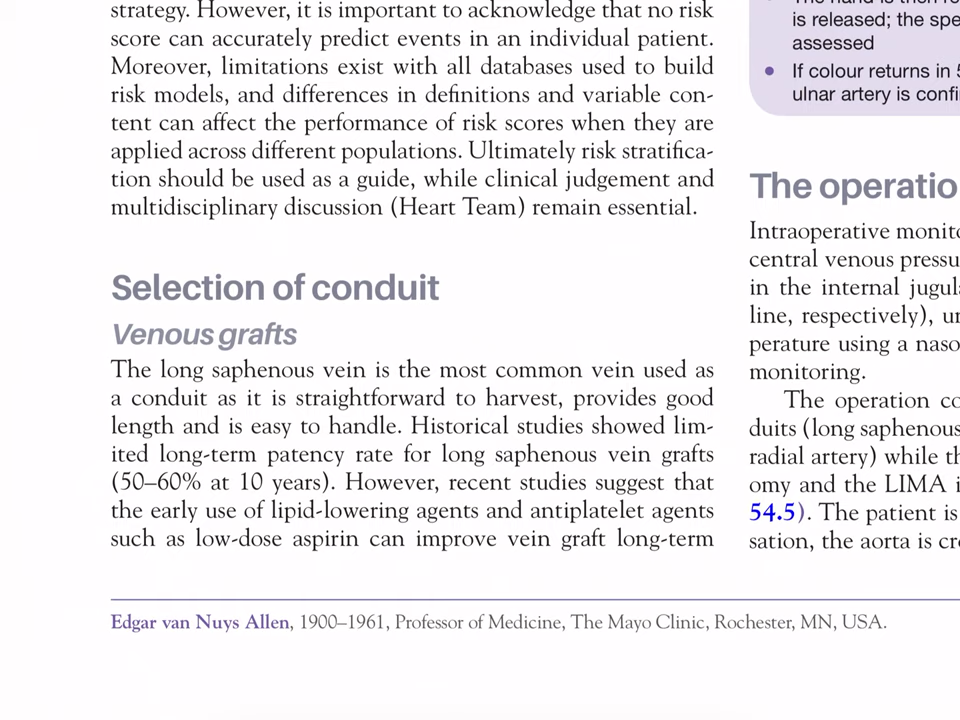 strategy. However, it is important to acknowledge that no risk
score can accurately predict events in an individual patient.
Moreover, limitations exist with all databases used to build
risk models, and differences in definitions and variable con-
tent can affect the performance of risk scores when they are
applied across different populations. Ultimately risk stratifica-
tion should be used as a guide, while clinical judgement and
multidisciplinary discussion (Heart Team) remain essential.
Selection of conduit
Venous grafts
The long saphenous vein is the most common vein used as
a conduit as it is straightforward to harvest, provides good
length and is easy to handle. Historical studies showed lim-
ited long-term patency rate for long saphenous vein grafts
(50–60% at 10 years). However, recent studies suggest that
the early use of lipid-lowering agents and antiplatelet agents
such as low-dose aspirin can improve vein graft long-term
is released; the spe
assessed
• If colour returns in 5
ulnar artery is confi
The operatio
Intraoperative monito
central venous pressu
in the internal jugula
line, respectively), ur
perature using a naso
monitoring.
The operation co
duits (long saphenous
radial artery) while th
omy and the LIMA i
54.5). The patient is
sation, the aorta is cro
Edgar van Nuys Allen, 1900–1961, Professor of Medicine, The Mayo Clinic, Rochester, MN, USA.